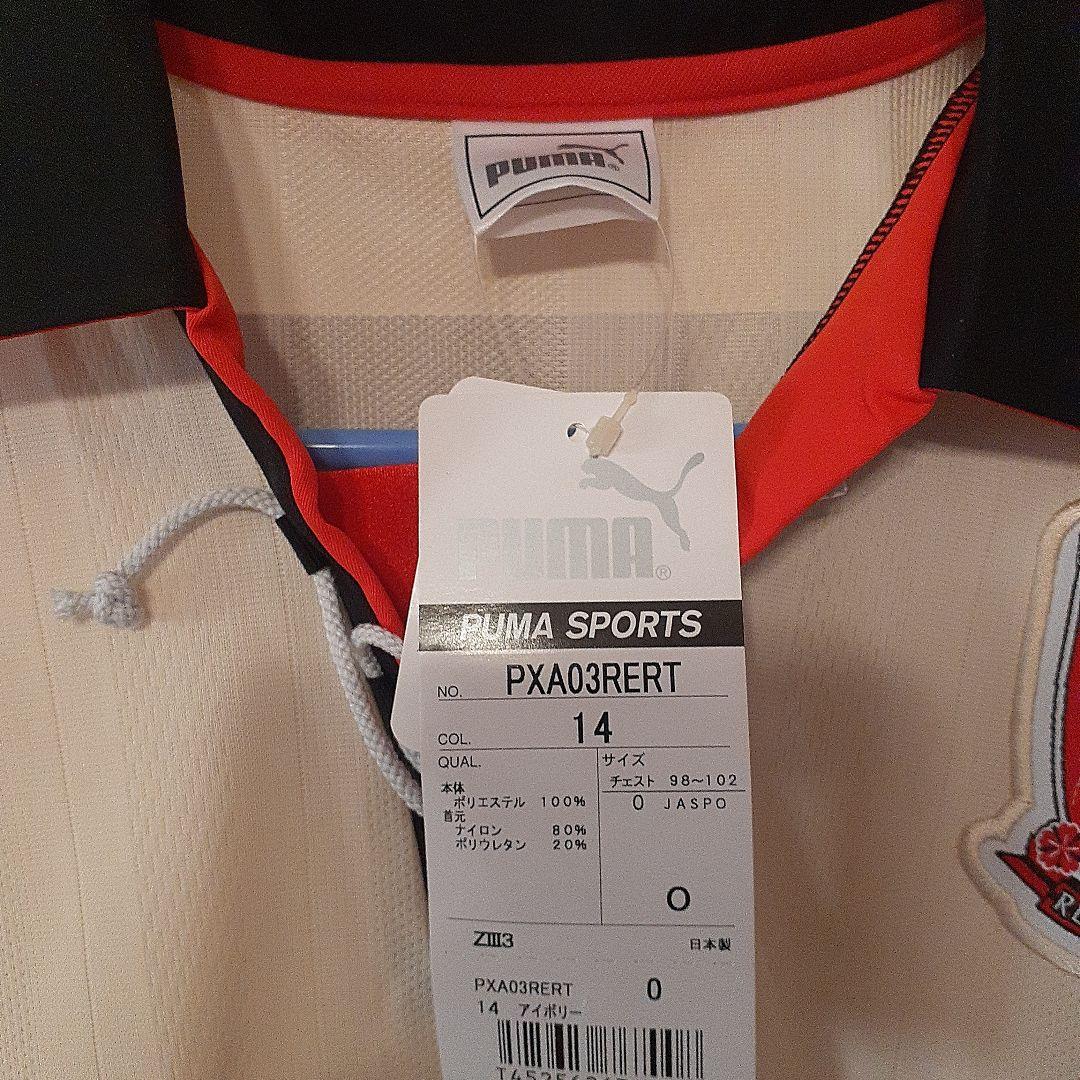 PUMA®
PUMA®
PUMA SPORTS
NO. PXA03RERT
COL. 14
QUAL.
本体
ポリエステル 100%
首元
ナイロン 80%
ポリウレタン 20%
サイズ
チェスト 98～102
O JASPO
O
ZⅢ3 日本製
PXA03RERT O
14 アイボリー